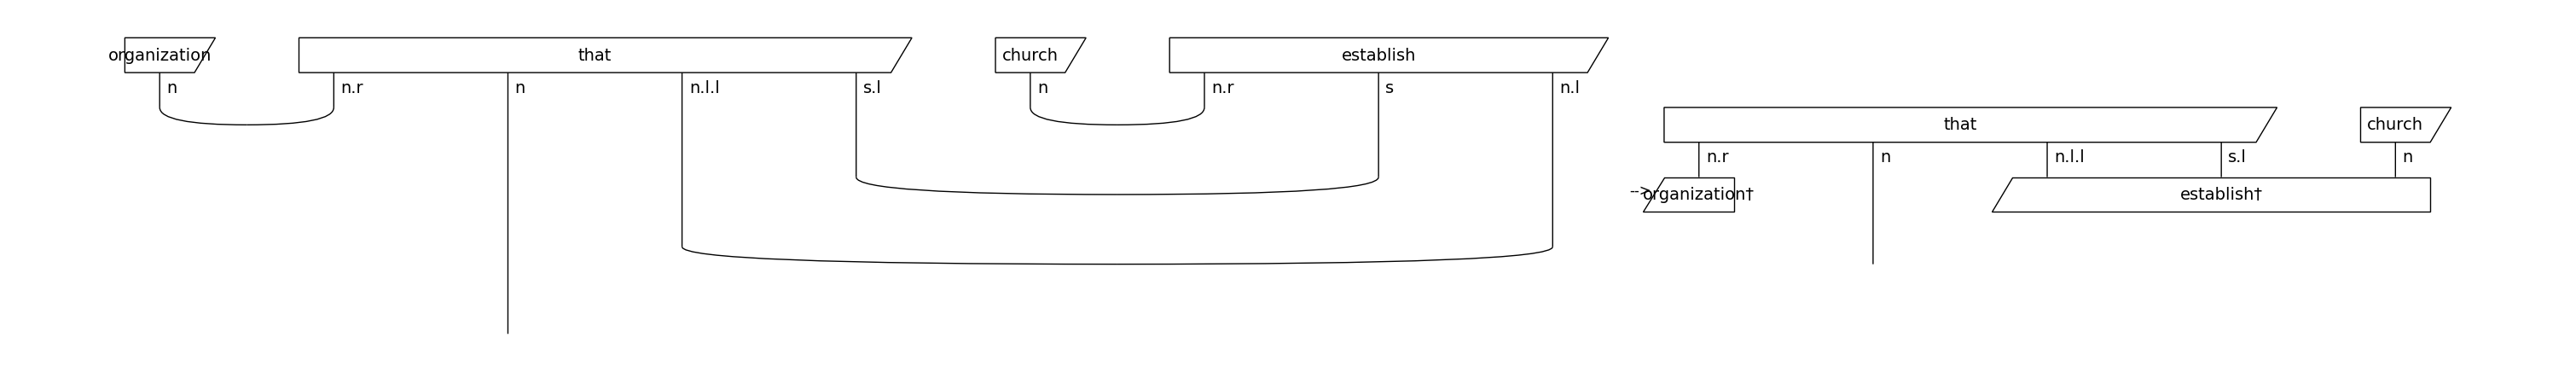 organization that church establish
n n.r n n.l.l s.l n n.r s n.l
that church
n.r n n.l.l s.l n
--> organization† establish†